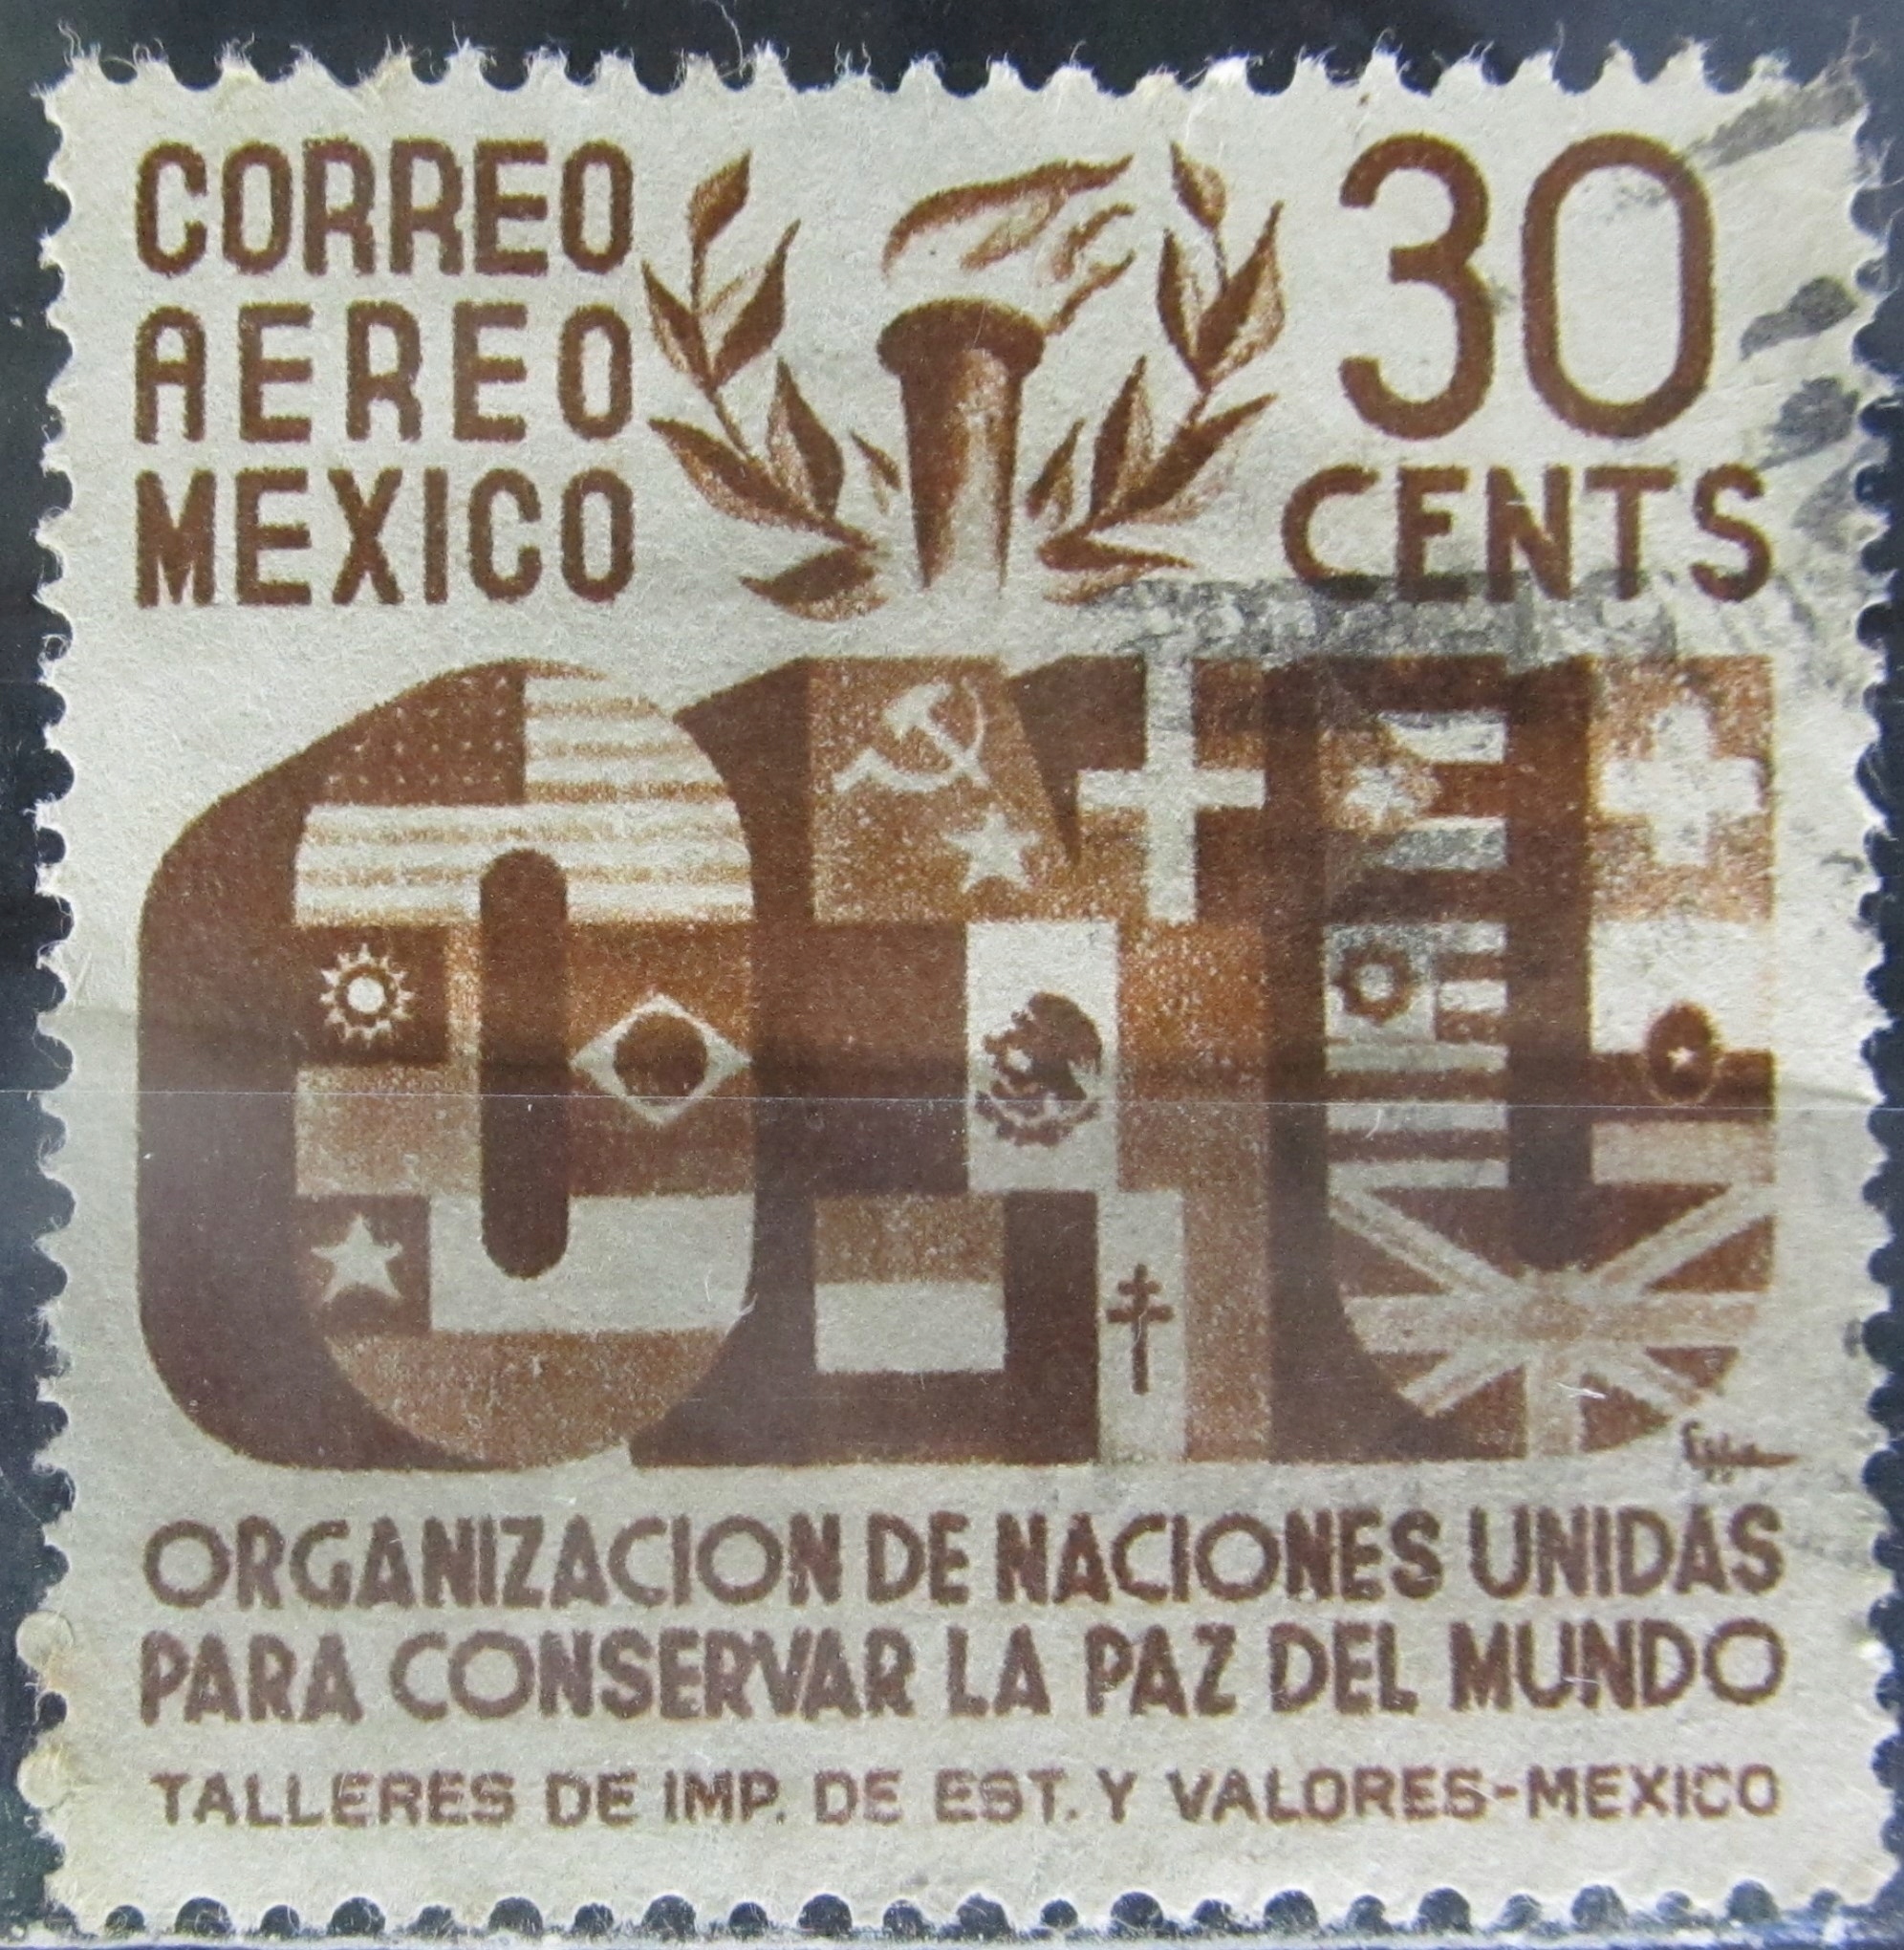 CORREO
AEREO
MEXICO
30
CENTS
ONU
ORGANIZACION DE NACIONES UNIDAS
PARA CONSERVAR LA PAZ DEL MUNDO
TALLERES DE IMP. DE EST. Y VALORES-MEXICO